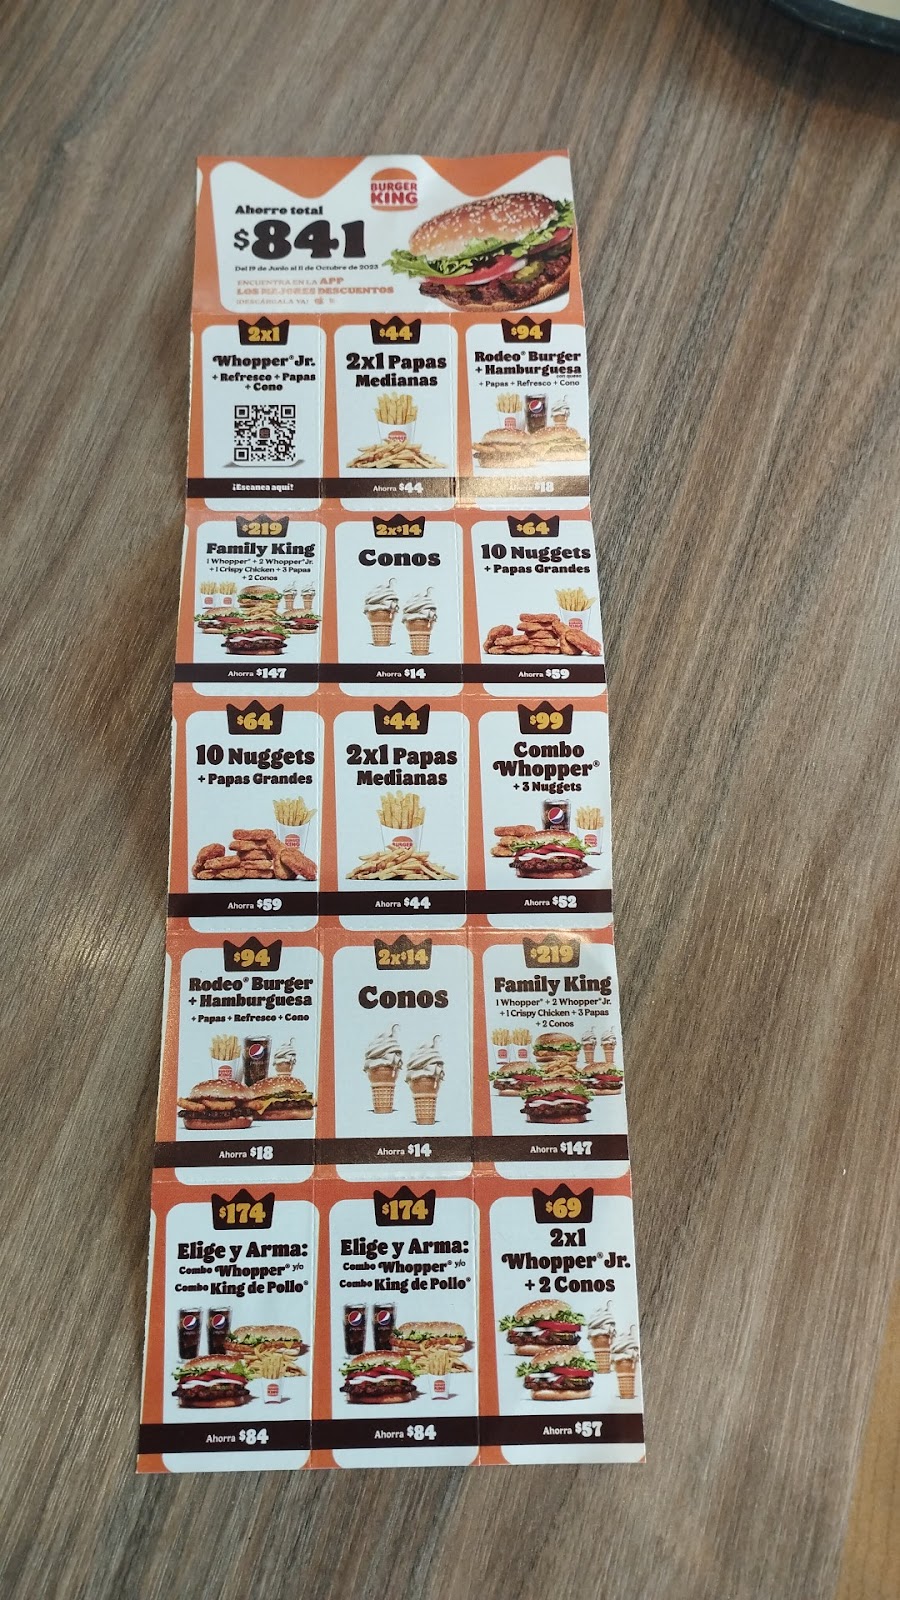 BURGER
KING
Ahorro total
$841
Del 19 de Junio al 11 de Octubre de 2023
ENCUENTRA EN LA APP
LOS MEJORES DESCUENTOS
¡DESCÁRGALA YA!
2x1
Whopper® Jr.
+ Refresco + Papas
+ Cono
¡Escanea aquí!
$44
2x1 Papas
Medianas
Ahorra $44
$94
Rodeo® Burger
+ Hamburguesa
con queso
+ Papas + Refresco + Cono
Ahorra $18
$219
Family King
1 Whopper® + 2 Whopper® Jr.
+ 1 Crispy Chicken + 3 Papas
+ 2 Conos
Ahorra $147
2x$14
Conos
Ahorra $14
$64
10 Nuggets
+ Papas Grandes
Ahorra $59
$64
10 Nuggets
+ Papas Grandes
Ahorra $59
$44
2x1 Papas
Medianas
Ahorra $44
$99
Combo
Whopper®
+ 3 Nuggets
Ahorra $52
$94
Rodeo® Burger
+ Hamburguesa
+ Papas + Refresco + Cono
Ahorra $18
2x$14
Conos
Ahorra $14
$219
Family King
1 Whopper® + 2 Whopper® Jr.
+ 1 Crispy Chicken + 3 Papas
+ 2 Conos
Ahorra $147
$174
Elige y Arma:
Combo Whopper® y/o
Combo King de Pollo®
Ahorra $84
$174
Elige y Arma:
Combo Whopper® y/o
Combo King de Pollo®
Ahorra $84
$69
2x1
Whopper® Jr.
+ 2 Conos
Ahorra $57